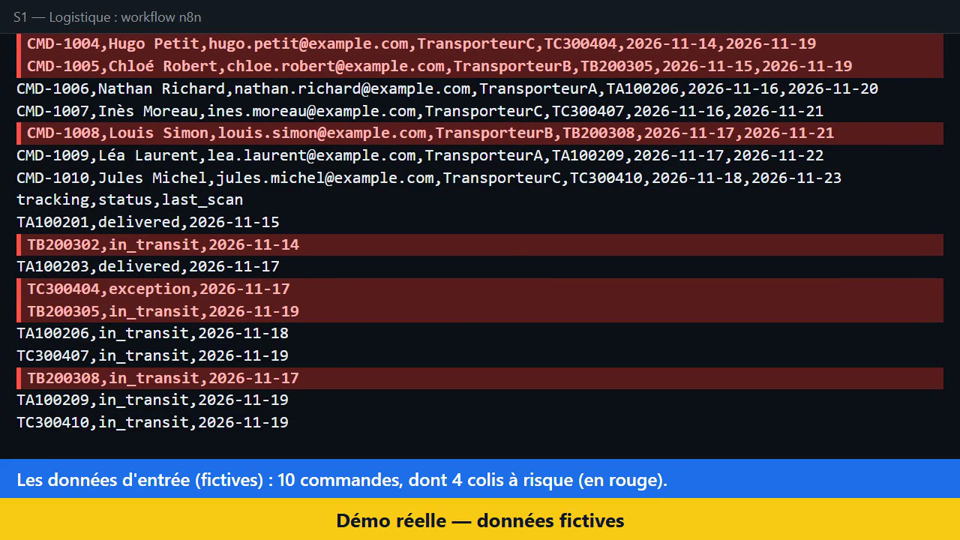 S1 — Logistique : workflow n8n
CMD-1004,Hugo Petit,hugo.petit@example.com,TransporteurC,TC300404,2026-11-14,2026-11-19
CMD-1005,Chloé Robert,chloe.robert@example.com,TransporteurB,TB200305,2026-11-15,2026-11-19
CMD-1006,Nathan Richard,nathan.richard@example.com,TransporteurA,TA100206,2026-11-16,2026-11-20
CMD-1007,Inès Moreau,ines.moreau@example.com,TransporteurC,TC300407,2026-11-16,2026-11-21
CMD-1008,Louis Simon,louis.simon@example.com,TransporteurB,TB200308,2026-11-17,2026-11-21
CMD-1009,Léa Laurent,lea.laurent@example.com,TransporteurA,TA100209,2026-11-17,2026-11-22
CMD-1010,Jules Michel,jules.michel@example.com,TransporteurC,TC300410,2026-11-18,2026-11-23
tracking,status,last_scan
TA100201,delivered,2026-11-15
TB200302,in_transit,2026-11-14
TA100203,delivered,2026-11-17
TC300404,exception,2026-11-17
TB200305,in_transit,2026-11-19
TA100206,in_transit,2026-11-18
TC300407,in_transit,2026-11-19
TB200308,in_transit,2026-11-17
TA100209,in_transit,2026-11-19
TC300410,in_transit,2026-11-19
Les données d'entrée (fictives) : 10 commandes, dont 4 colis à risque (en rouge).
Démo réelle — données fictives